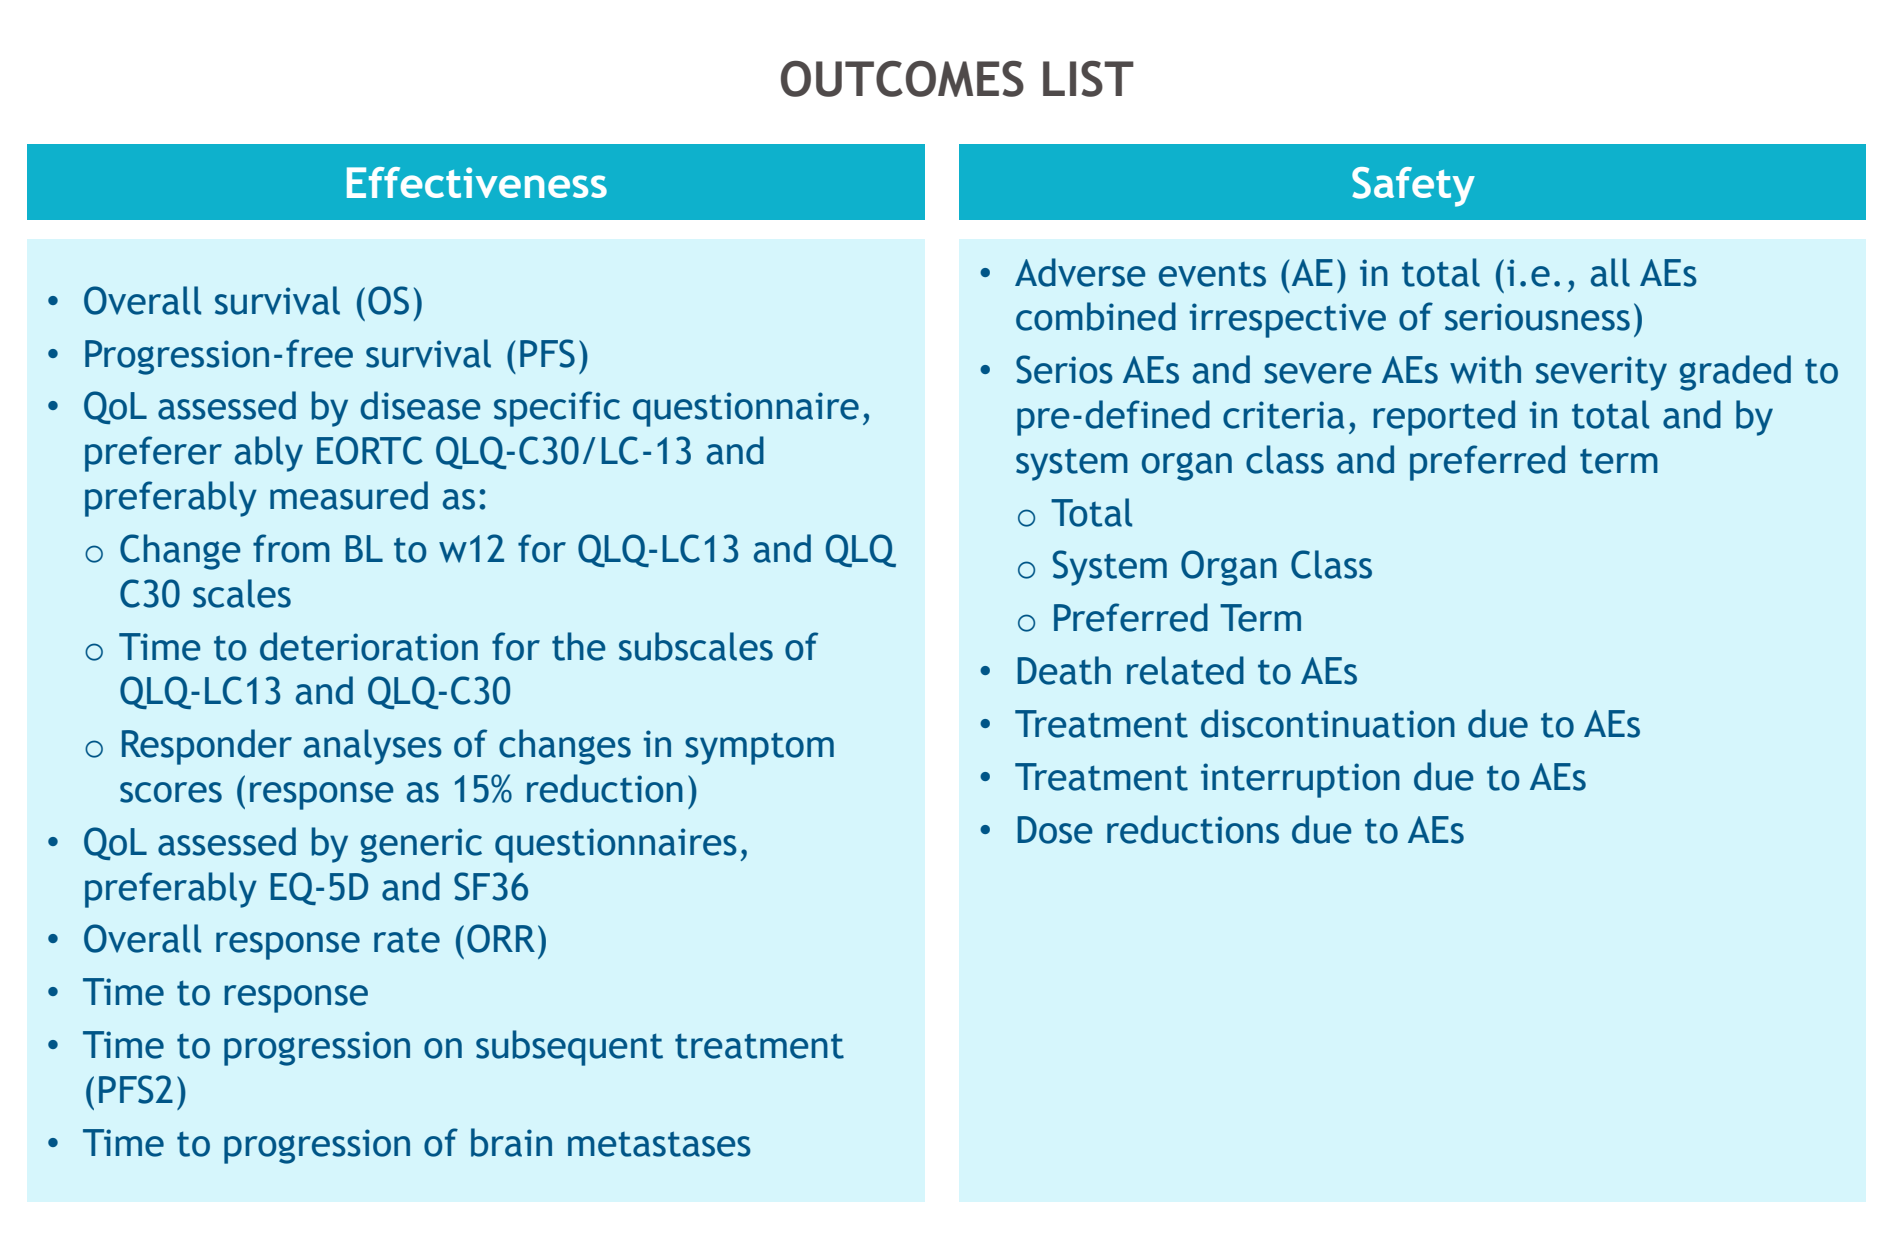 OUTCOMES LIST
Effectiveness
• Overall survival (OS)
• Progression-free survival (PFS)
• QoL assessed by disease specific questionnaire,
preferer ably EORTC QLQ-C30/LC-13 and
preferably measured as:
o Change from BL to w12 for QLQ-LC13 and QLQ
C30 scales
o Time to deterioration for the subscales of
QLQ-LC13 and QLQ-C30
o Responder analyses of changes in symptom
scores (response as 15% reduction)
• QoL assessed by generic questionnaires,
preferably EQ-5D and SF36
• Overall response rate (ORR)
• Time to response
• Time to progression on subsequent treatment
(PFS2)
• Time to progression of brain metastases
Safety
• Adverse events (AE) in total (i.e., all AEs
combined irrespective of seriousness)
• Serios AEs and severe AEs with severity graded to
pre-defined criteria, reported in total and by
system organ class and preferred term
o Total
o System Organ Class
o Preferred Term
• Death related to AEs
• Treatment discontinuation due to AEs
• Treatment interruption due to AEs
• Dose reductions due to AEs